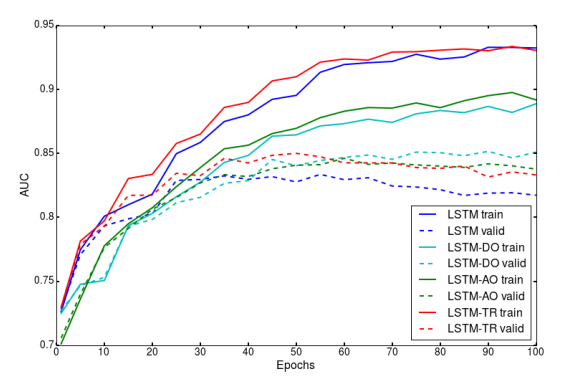 0.95
0.9
0.85
0.8
0.75
0.7
AUC
0 10 20 30 40 50 60 70 80 90 100
Epochs
LSTM train
LSTM valid
LSTM-DO train
LSTM-DO valid
LSTM-AO train
LSTM-AO valid
LSTM-TR train
LSTM-TR valid